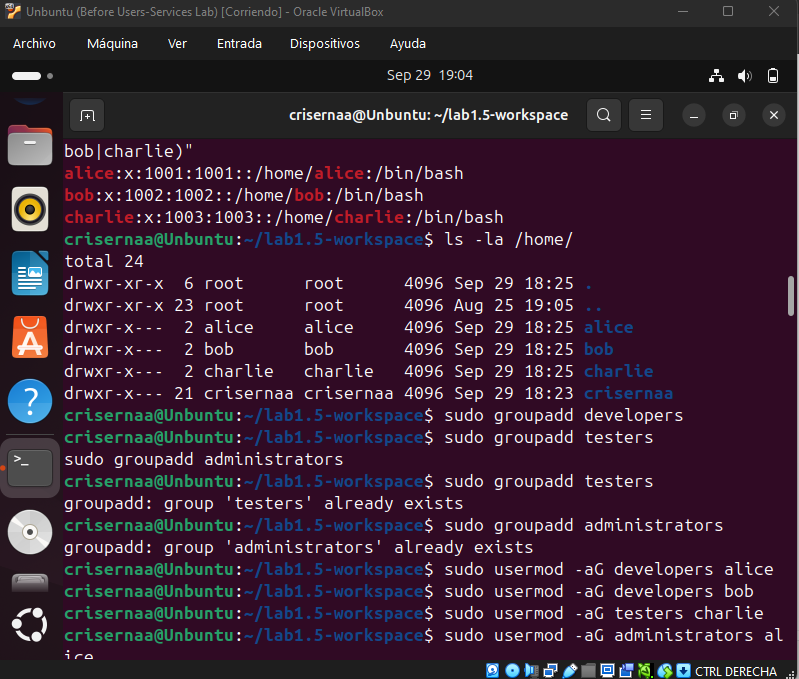 Unbuntu (Before Users-Services Lab) [Corriendo] - Oracle VirtualBox
Archivo Máquina Ver Entrada Dispositivos Ayuda
Sep 29 19:04
crisernaa@Unbuntu: ~/lab1.5-workspace
bob|charlie)"
alice:x:1001:1001::/home/alice:/bin/bash
bob:x:1002:1002::/home/bob:/bin/bash
charlie:x:1003:1003::/home/charlie:/bin/bash
crisernaa@Unbuntu:~/lab1.5-workspace$ ls -la /home/
total 24
drwxr-xr-x  6 root      root      4096 Sep 29 18:25 .
drwxr-xr-x 23 root      root      4096 Aug 25 19:05 ..
drwxr-x---  2 alice     alice     4096 Sep 29 18:25 alice
drwxr-x---  2 bob       bob       4096 Sep 29 18:25 bob
drwxr-x---  2 charlie   charlie   4096 Sep 29 18:25 charlie
drwxr-x--- 21 crisernaa crisernaa 4096 Sep 29 18:23 crisernaa
crisernaa@Unbuntu:~/lab1.5-workspace$ sudo groupadd developers
crisernaa@Unbuntu:~/lab1.5-workspace$ sudo groupadd testers
sudo groupadd administrators
crisernaa@Unbuntu:~/lab1.5-workspace$ sudo groupadd testers
groupadd: group 'testers' already exists
crisernaa@Unbuntu:~/lab1.5-workspace$ sudo groupadd administrators
groupadd: group 'administrators' already exists
crisernaa@Unbuntu:~/lab1.5-workspace$ sudo usermod -aG developers alice
crisernaa@Unbuntu:~/lab1.5-workspace$ sudo usermod -aG developers bob
crisernaa@Unbuntu:~/lab1.5-workspace$ sudo usermod -aG testers charlie
crisernaa@Unbuntu:~/lab1.5-workspace$ sudo usermod -aG administrators al
ice
CTRL DERECHA